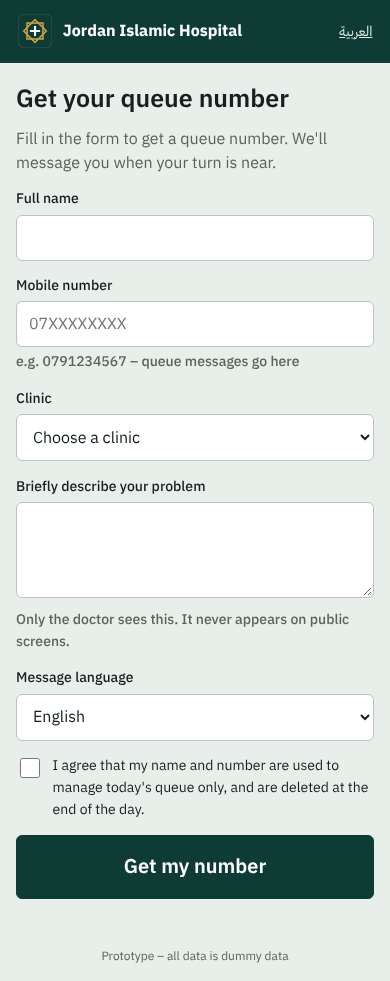 Jordan Islamic Hospital
العربية
Get your queue number
Fill in the form to get a queue number. We'll
message you when your turn is near.
Full name
Mobile number
07XXXXXXXX
e.g. 0791234567 – queue messages go here
Clinic
Choose a clinic
Briefly describe your problem
Only the doctor sees this. It never appears on public
screens.
Message language
English
I agree that my name and number are used to
manage today's queue only, and are deleted at the
end of the day.
Get my number
Prototype – all data is dummy data